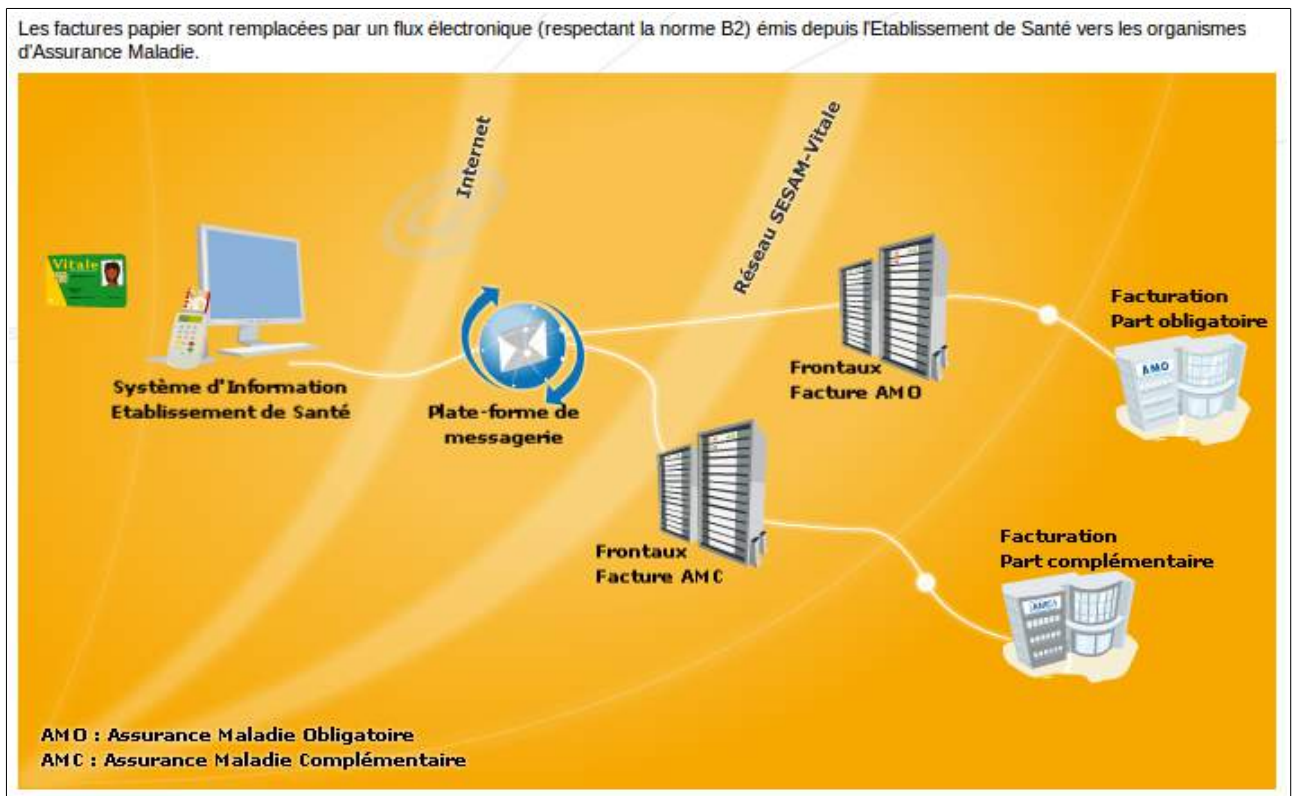 Les factures papier sont remplacées par un flux électronique (respectant la norme B2) émis depuis l'Etablissement de Santé vers les organismes
d'Assurance Maladie.
Internet
Réseau SESAM-Vitale
Vitale
Système d'Information
Etablissement de Santé
Plate-forme de
messagerie
Frontaux
Facture AMO
Facturation
Part obligatoire
AMO
Frontaux
Facture AMC
Facturation
Part complémentaire
AMC
AMO : Assurance Maladie Obligatoire
AMC : Assurance Maladie Complémentaire